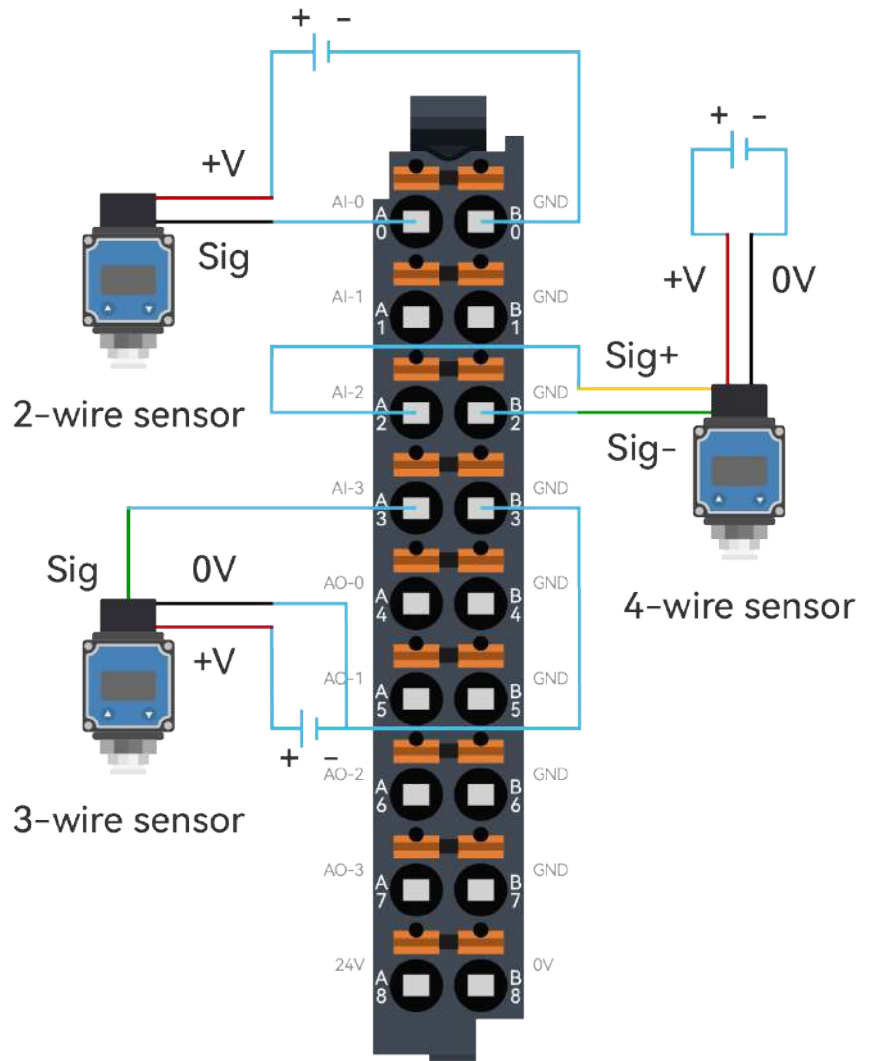 + -
+ -
+V
AI-0 A0 B0 GND
Sig
+V 0V
AI-1 A1 B1 GND
Sig+
AI-2 A2 B2 GND
2-wire sensor
Sig-
AI-3 A3 B3 GND
Sig 0V
AO-0 A4 B4 GND
4-wire sensor
+V
AO-1 A5 B5 GND
+ -
AO-2 A6 B6 GND
3-wire sensor
AO-3 A7 B7 GND
24V A8 B8 0V